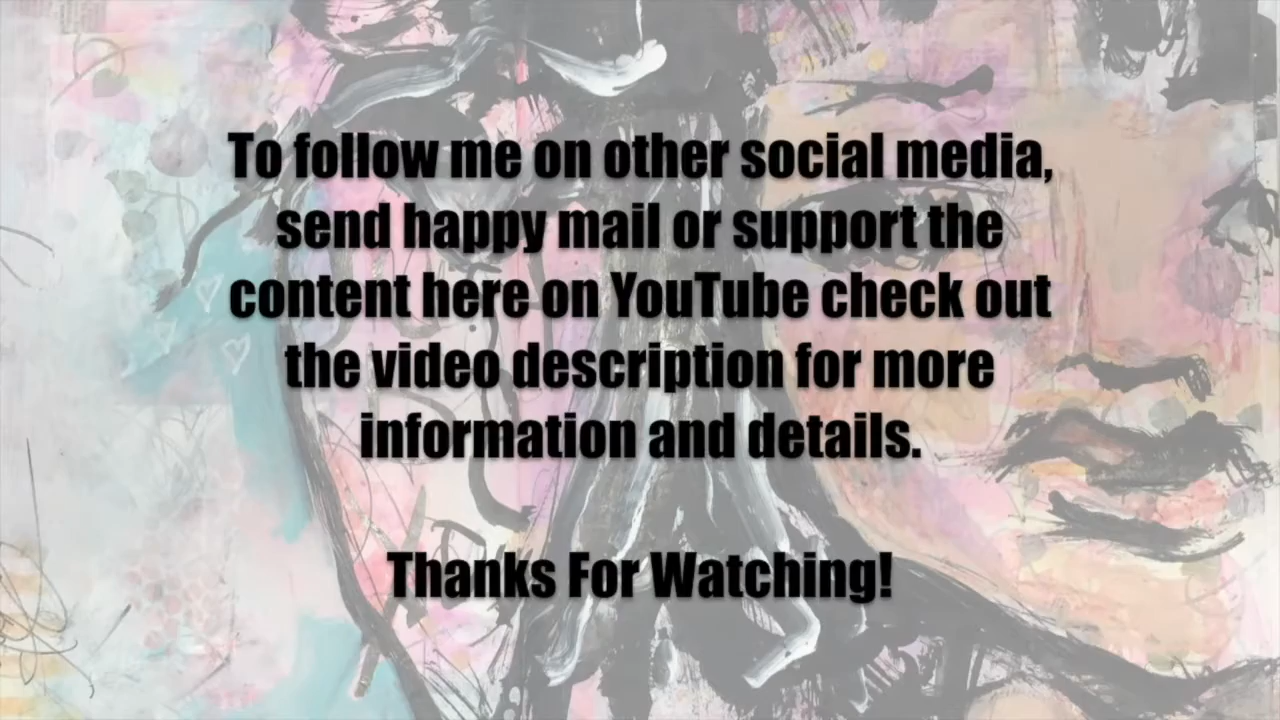 To follow me on other social media,
send happy mail or support the
content here on YouTube check out
the video description for more
information and details.
Thanks For Watching!